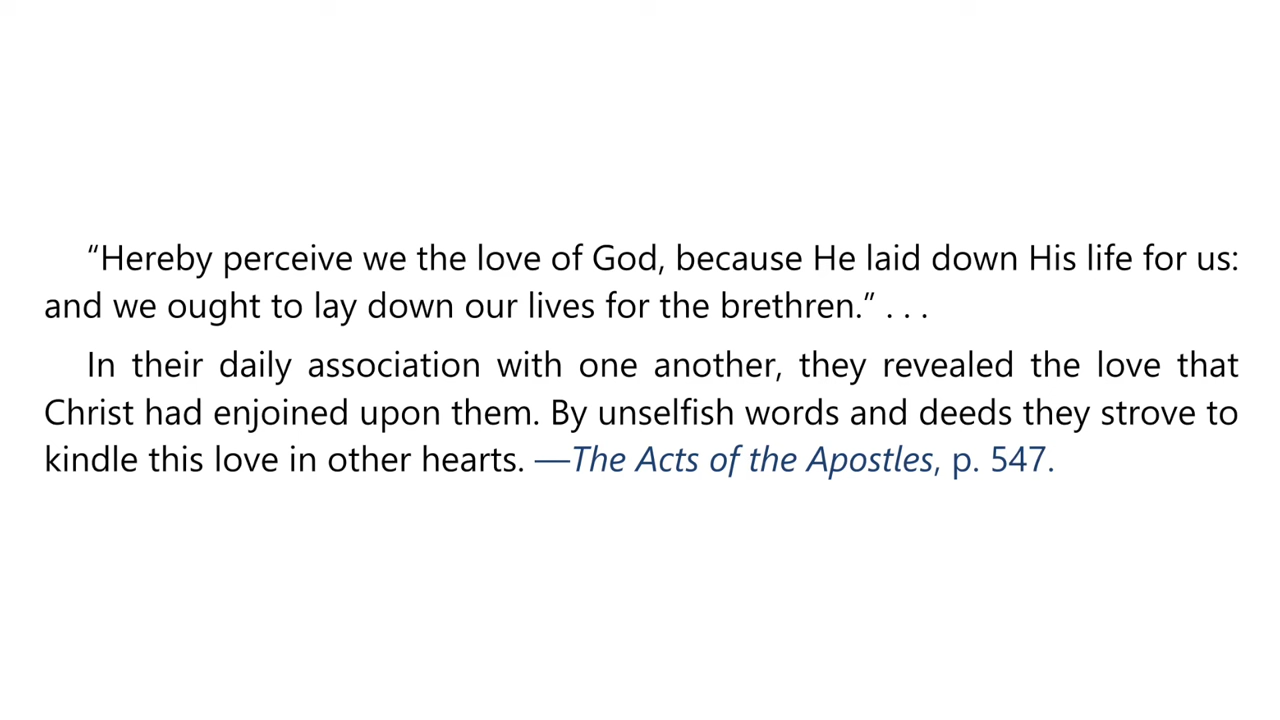 “Hereby perceive we the love of God, because He laid down His life for us:
and we ought to lay down our lives for the brethren.” . . .
In their daily association with one another, they revealed the love that
Christ had enjoined upon them. By unselfish words and deeds they strove to
kindle this love in other hearts. —The Acts of the Apostles, p. 547.